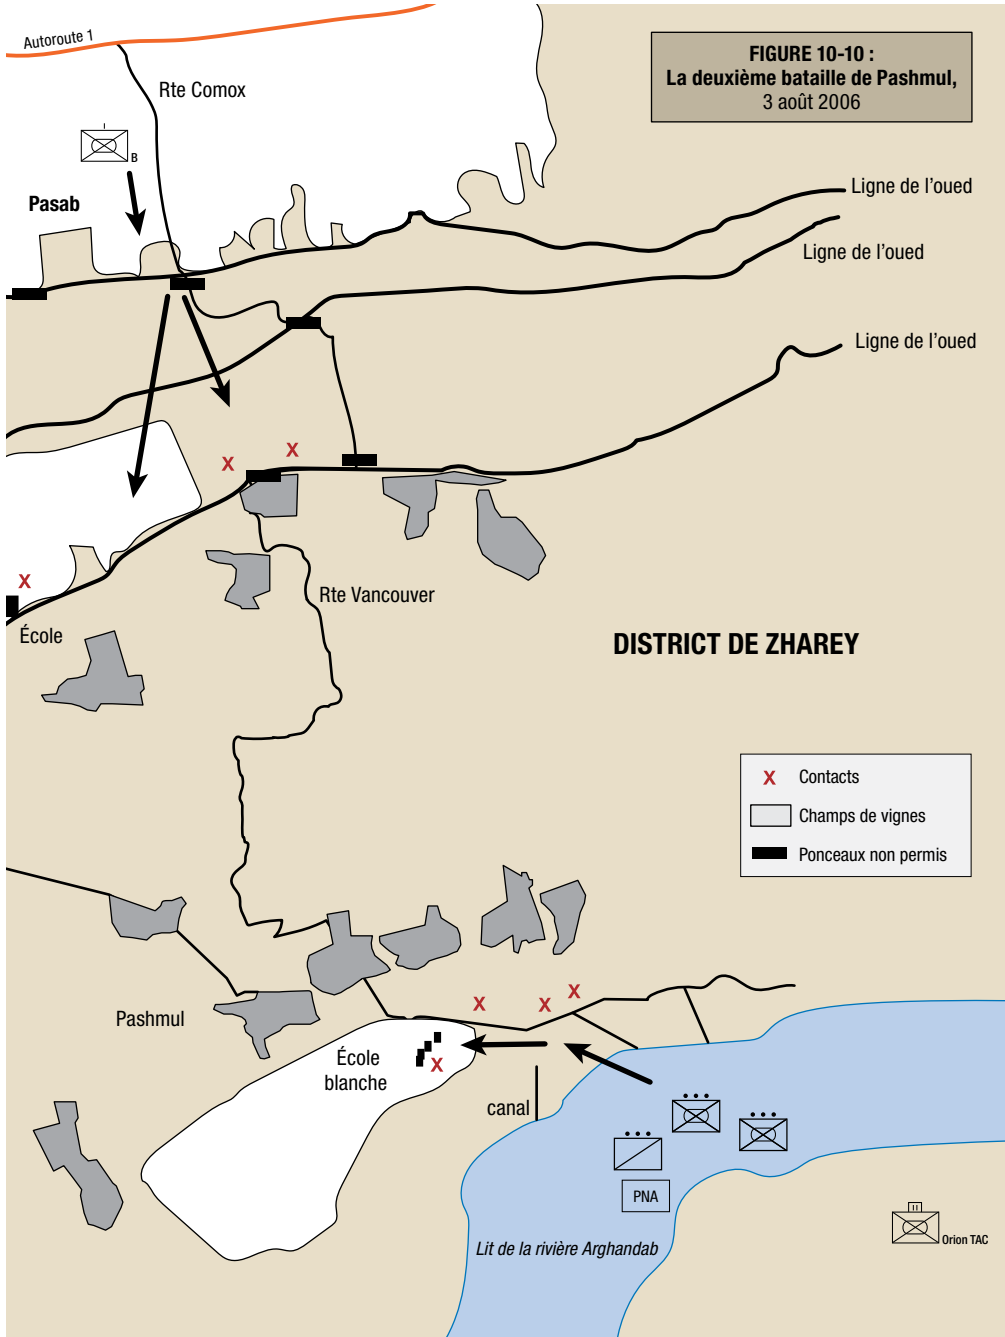 Autoroute 1
FIGURE 10-10 :
La deuxième bataille de Pashmul,
3 août 2006
Rte Comox
B
Pasab
Ligne de l'oued
Ligne de l'oued
Ligne de l'oued
X
X
X
École
Rte Vancouver
DISTRICT DE ZHAREY
X Contacts
Champs de vignes
Ponceaux non permis
X
X
X
Pashmul
École
blanche
X
canal
PNA
Orion TAC
Lit de la rivière Arghandab